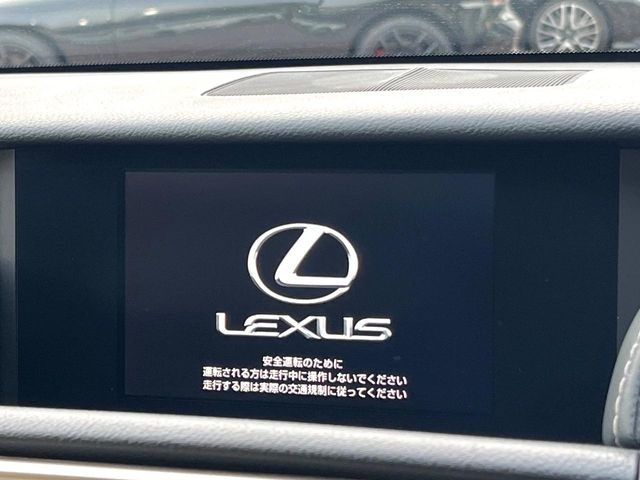 LEXUS
安全運転のために
運転される方は走行中に操作しないでください
走行する際は実際の交通規制に従ってください